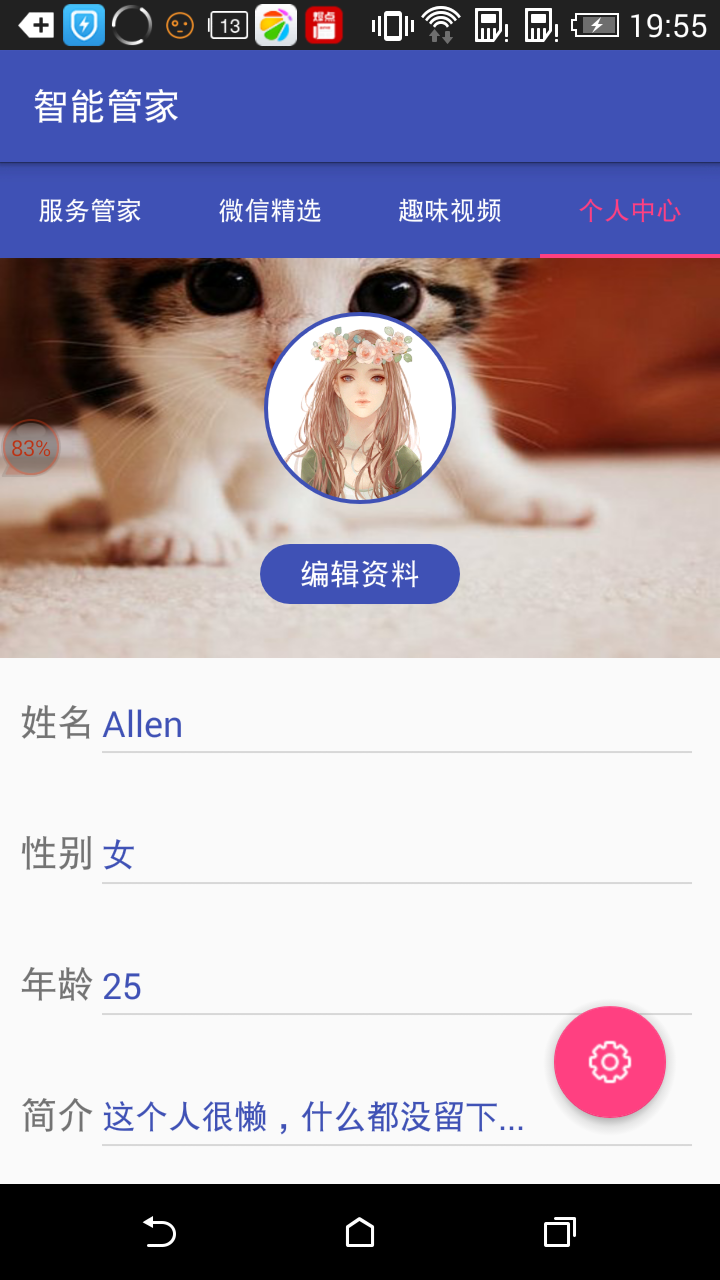 13
19:55
智能管家
服务管家 微信精选 趣味视频 个人中心
83%
编辑资料
姓名 Allen
性别 女
年龄 25
简介 这个人很懒，什么都没留下...